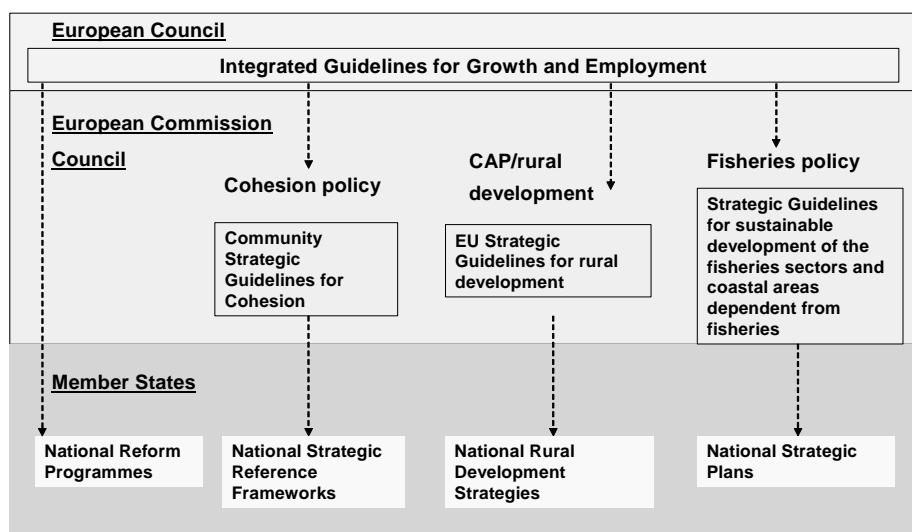 European Council
Integrated Guidelines for Growth and Employment
European Commission
Council
Cohesion policy
CAP/rural
development
Fisheries policy
Community
Strategic
Guidelines for
Cohesion
EU Strategic
Guidelines for rural
development
Strategic Guidelines
for sustainable
development of the
fisheries sectors and
coastal areas
dependent from
fisheries
Member States
National Reform
Programmes
National Strategic
Reference
Frameworks
National Rural
Development
Strategies
National Strategic
Plans